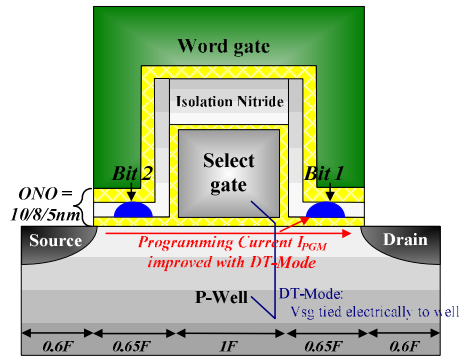 Word gate
Isolation Nitride
Bit 2
Bit 1
Select
gate
ONO =
10/8/5nm
Source
Drain
Programming Current IPGM
improved with DT-Mode
P-Well
DT-Mode:
Vsg tied electrically to well
0.6F
0.65F
1F
0.65F
0.6F